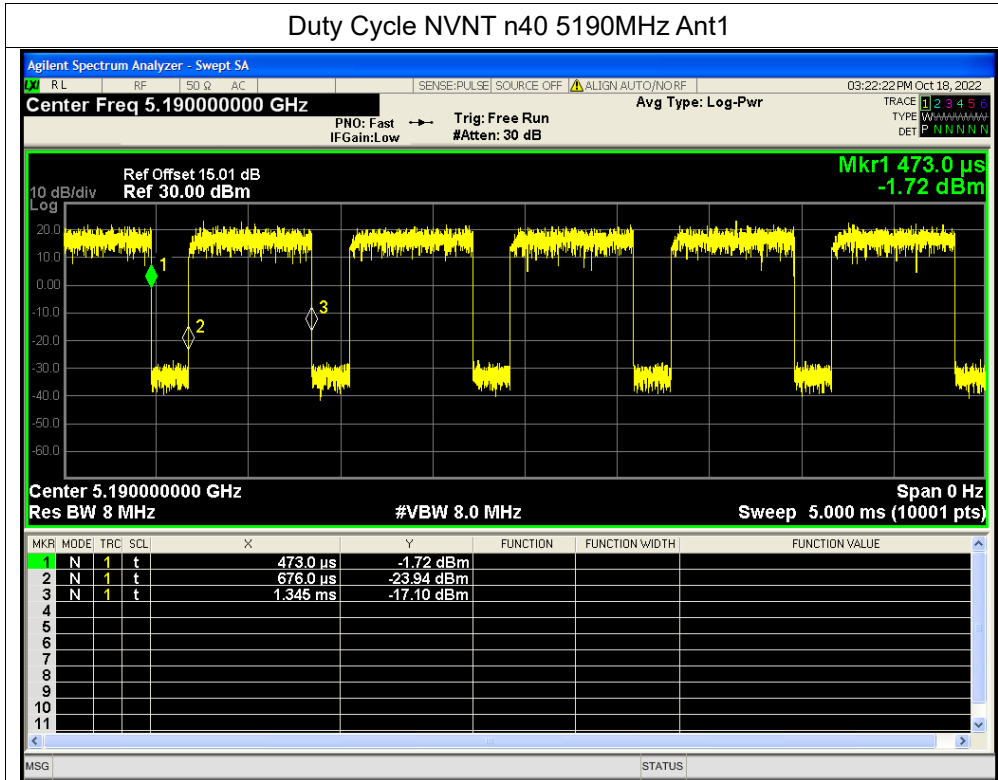 Duty Cycle NVNT n40 5190MHz Ant1
Agilent Spectrum Analyzer - Swept SA
LXI RL RF 50 Ω AC SENSE:PULSE SOURCE OFF ALIGN AUTO/NO RF 03:22:22 PM Oct 18, 2022
Center Freq 5.190000000 GHz Avg Type: Log-Pwr TRACE 1 2 3 4 5 6
PNO: Fast Trig: Free Run TYPE W
IFGain:Low #Atten: 30 dB DET P N N N N N
Mkr1 473.0 µs
Ref Offset 15.01 dB
10 dB/div Ref 30.00 dBm -1.72 dBm
Log
20.0
10.0
1
0.00
-10.0
3
2
-20.0
-30.0
-40.0
-50.0
-60.0
Center 5.190000000 GHz Span 0 Hz
Res BW 8 MHz #VBW 8.0 MHz Sweep 5.000 ms (10001 pts)
MKR MODE TRC SCL X Y FUNCTION FUNCTION WIDTH FUNCTION VALUE
1 N 1 t 473.0 µs -1.72 dBm
2 N 1 t 676.0 µs -23.94 dBm
3 N 1 t 1.345 ms -17.10 dBm
4
5
6
7
8
9
10
11
MSG STATUS